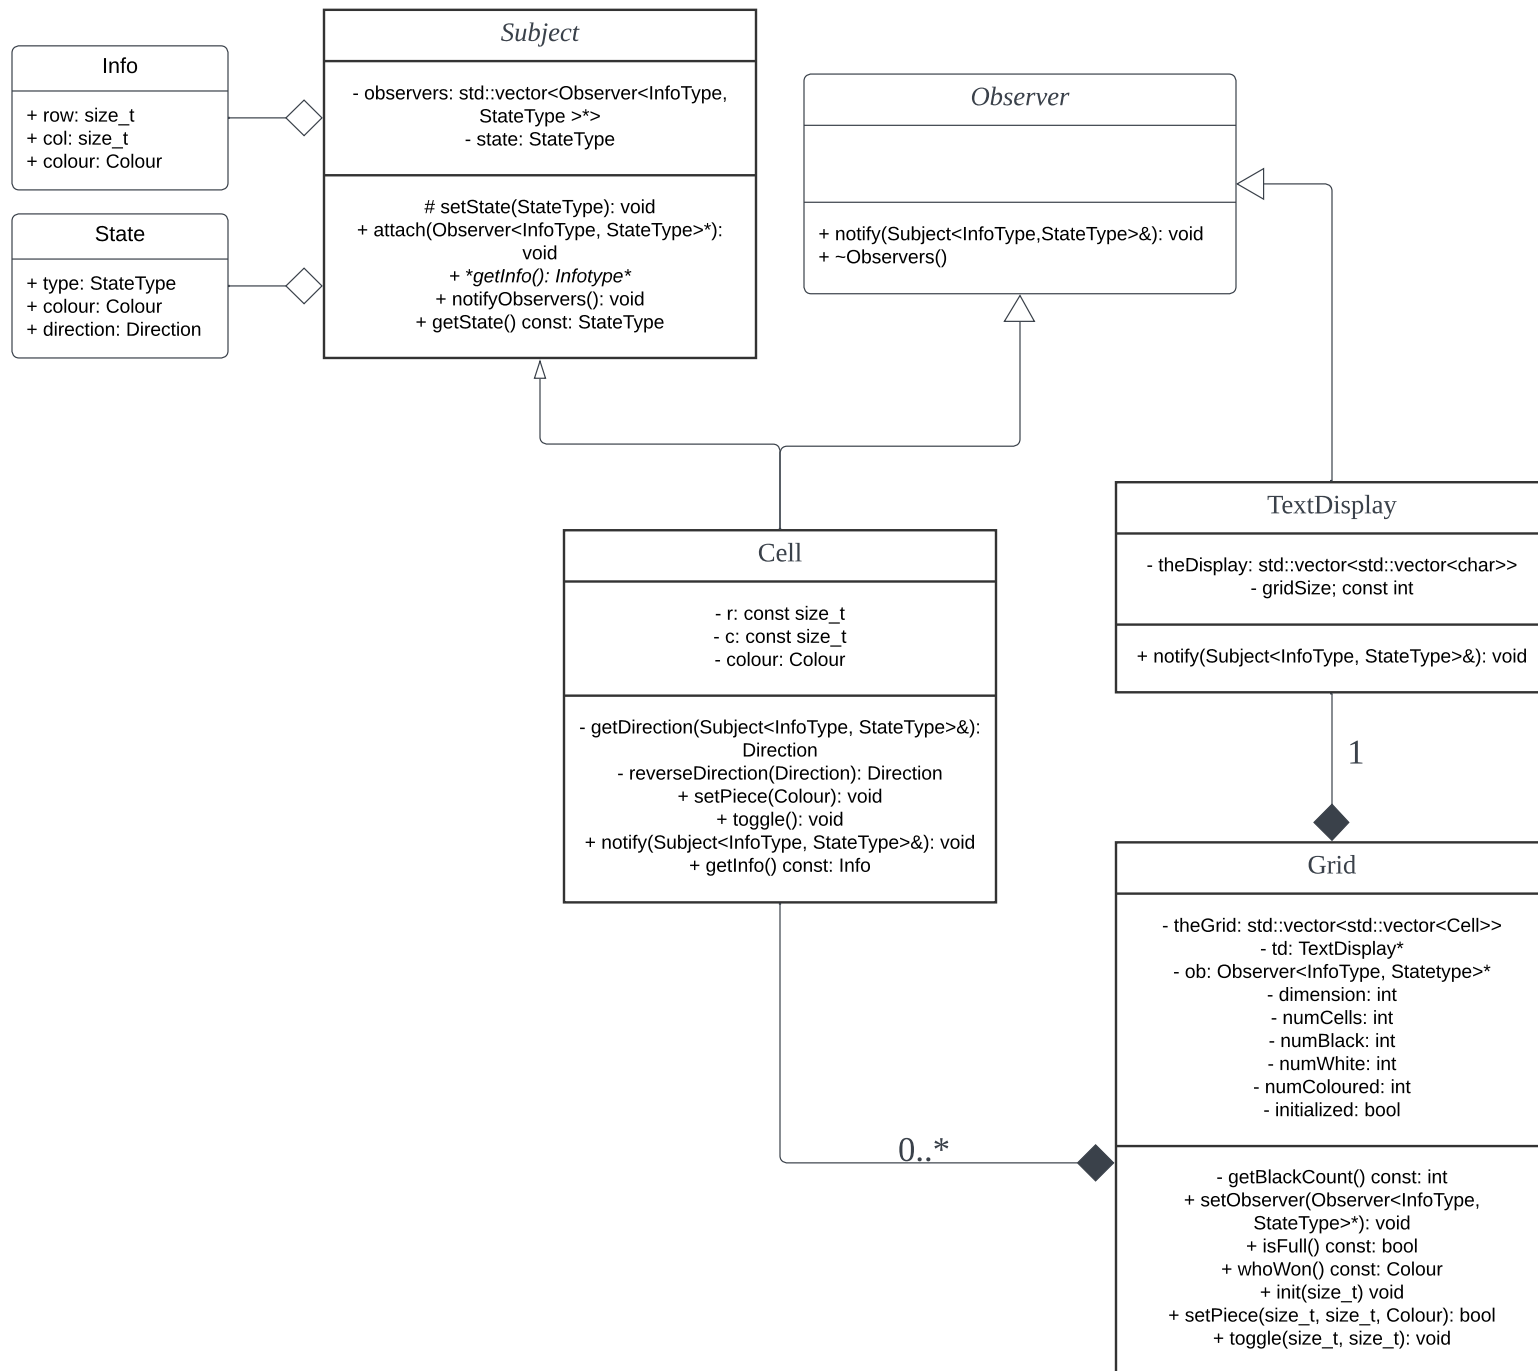 Info
+ row: size_t
+ col: size_t
+ colour: Colour
State
+ type: StateType
+ colour: Colour
+ direction: Direction
Subject
- observers: std::vector<Observer<InfoType,
StateType >*>
- state: StateType
# setState(StateType): void
+ attach(Observer<InfoType, StateType>*):
void
+ *getInfo(): Infotype*
+ notifyObservers(): void
+ getState() const: StateType
Observer
+ notify(Subject<InfoType,StateType>&): void
+ ~Observers()
Cell
- r: const size_t
- c: const size_t
- colour: Colour
- getDirection(Subject<InfoType, StateType>&):
Direction
- reverseDirection(Direction): Direction
+ setPiece(Colour): void
+ toggle(): void
+ notify(Subject<InfoType, StateType>&): void
+ getInfo() const: Info
TextDisplay
- theDisplay: std::vector<std::vector<char>>
- gridSize; const int
+ notify(Subject<InfoType, StateType>&): void
1
0..*
Grid
- theGrid: std::vector<std::vector<Cell>>
- td: TextDisplay*
- ob: Observer<InfoType, Statetype>*
- dimension: int
- numCells: int
- numBlack: int
- numWhite: int
- numColoured: int
- initialized: bool
- getBlackCount() const: int
+ setObserver(Observer<InfoType,
StateType>*): void
+ isFull() const: bool
+ whoWon() const: Colour
+ init(size_t) void
+ setPiece(size_t, size_t, Colour): bool
+ toggle(size_t, size_t): void